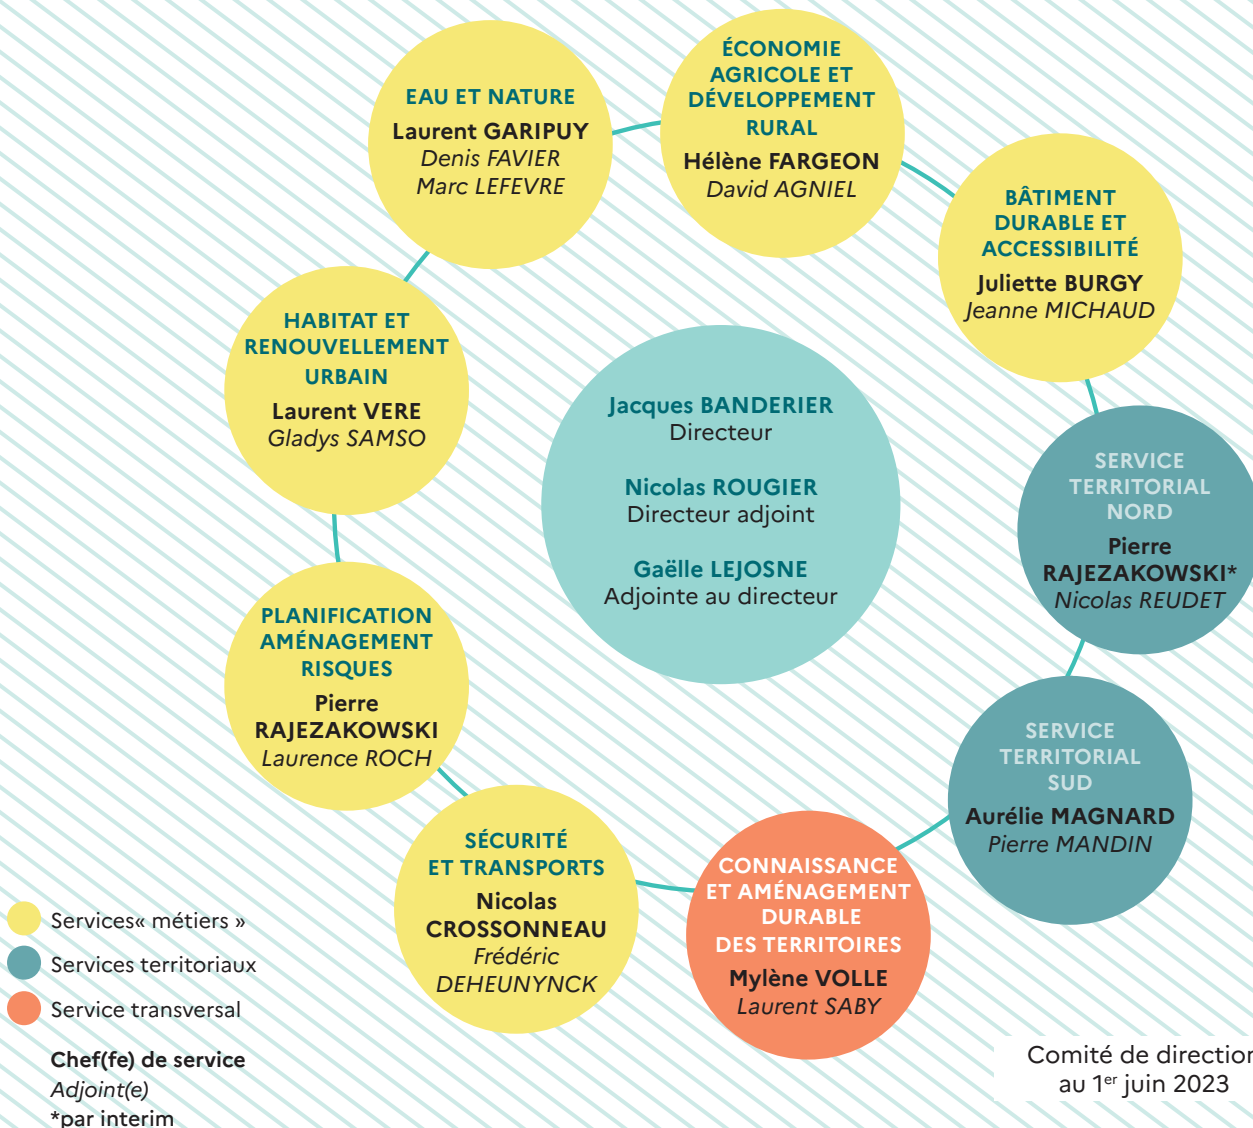 EAU ET NATURE
Laurent GARIPUY
Denis FAVIER
Marc LEFEVRE
ÉCONOMIE
AGRICOLE ET
DÉVELOPPEMENT
RURAL
Hélène FARGEON
David AGNIEL
BÂTIMENT
DURABLE ET
ACCESSIBILITÉ
Juliette BURGY
Jeanne MICHAUD
HABITAT ET
RENOUVELLEMENT
URBAIN
Laurent VERE
Gladys SAMSO
Jacques BANDERIER
Directeur
Nicolas ROUGIER
Directeur adjoint
Gaëlle LEJOSNE
Adjointe au directeur
SERVICE
TERRITORIAL
NORD
Pierre
RAJEZAKOWSKI*
Nicolas REUDET
PLANIFICATION
AMÉNAGEMENT
RISQUES
Pierre
RAJEZAKOWSKI
Laurence ROCH
SERVICE
TERRITORIAL
SUD
Aurélie MAGNARD
Pierre MANDIN
SÉCURITÉ
ET TRANSPORTS
Nicolas
CROSSONNEAU
Frédéric
DEHEUNYNCK
CONNAISSANCE
ET AMÉNAGEMENT
DURABLE
DES TERRITOIRES
Mylène VOLLE
Laurent SABY
Services« métiers »
Services territoriaux
Service transversal
Chef(fe) de service
Adjoint(e)
*par interim
Comité de direction
au 1er juin 2023